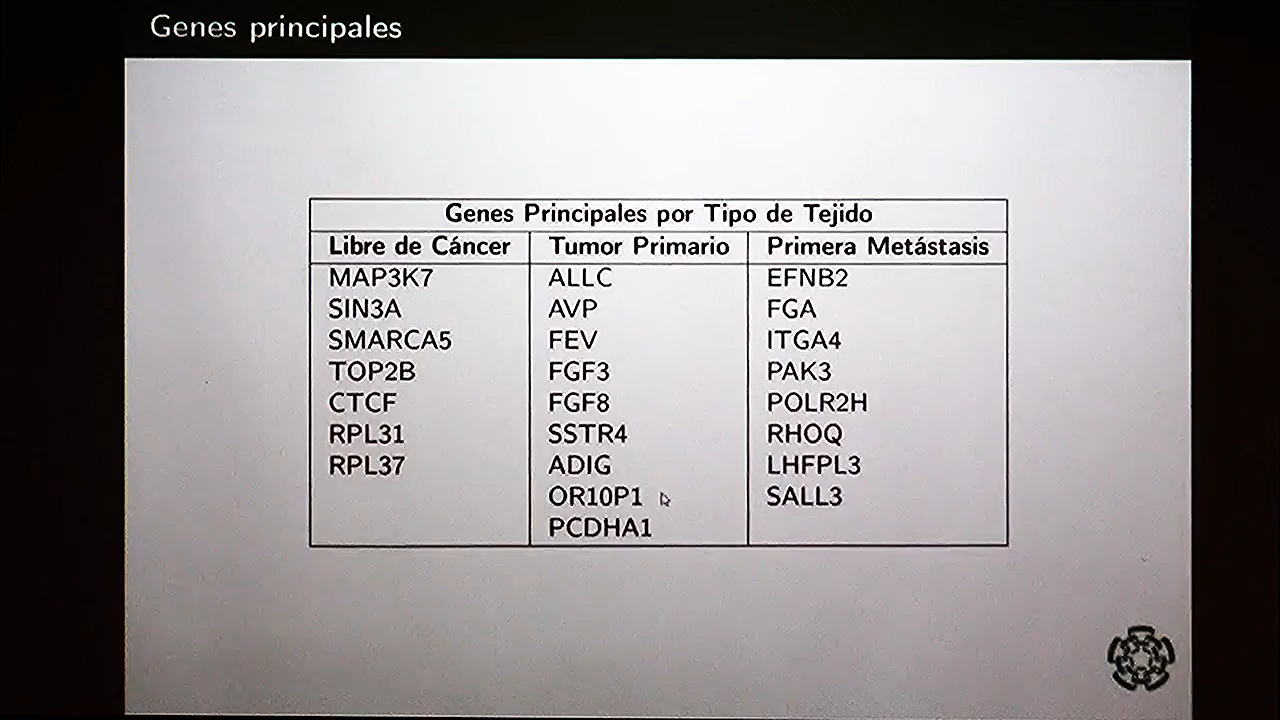 Genes principales
Genes Principales por Tipo de Tejido
Libre de Cáncer Tumor Primario Primera Metástasis
MAP3K7 ALLC EFNB2
SIN3A AVP FGA
SMARCA5 FEV ITGA4
TOP2B FGF3 PAK3
CTCF FGF8 POLR2H
RPL31 SSTR4 RHOQ
RPL37 ADIG LHFPL3
OR10P1 SALL3
PCDHA1